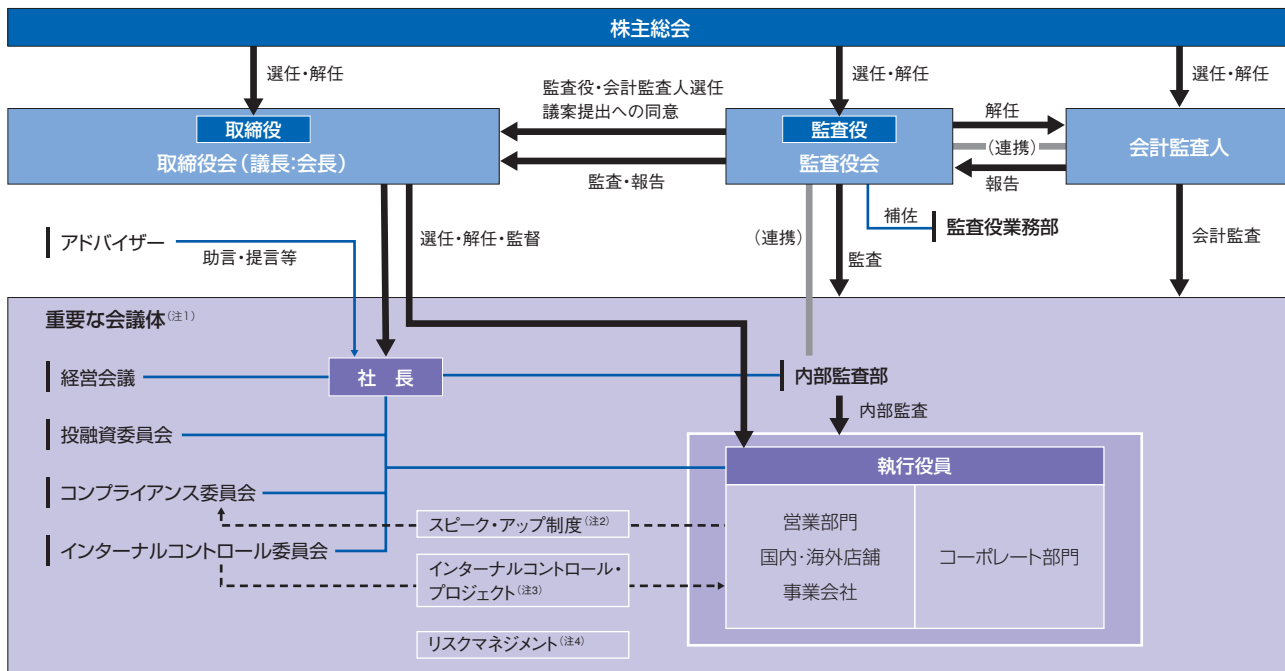 株主総会
選任・解任
監査役・会計監査人選任
議案提出への同意
選任・解任
選任・解任
取締役
取締役会(議長:会長)
監査・報告
監査役
監査役会
解任
(連携)
報告
会計監査人
アドバイザー
助言・提言等
選任・解任・監督
(連携)
監査
補佐
監査役業務部
会計監査
重要な会議体(注1)
経営会議
社 長
内部監査部
内部監査
投融資委員会
コンプライアンス委員会
インターナルコントロール委員会
スピーク・アップ制度(注2)
インターナルコントロール・
プロジェクト(注3)
リスクマネジメント(注4)
執行役員
営業部門
国内・海外店舗
事業会社
コーポレート部門